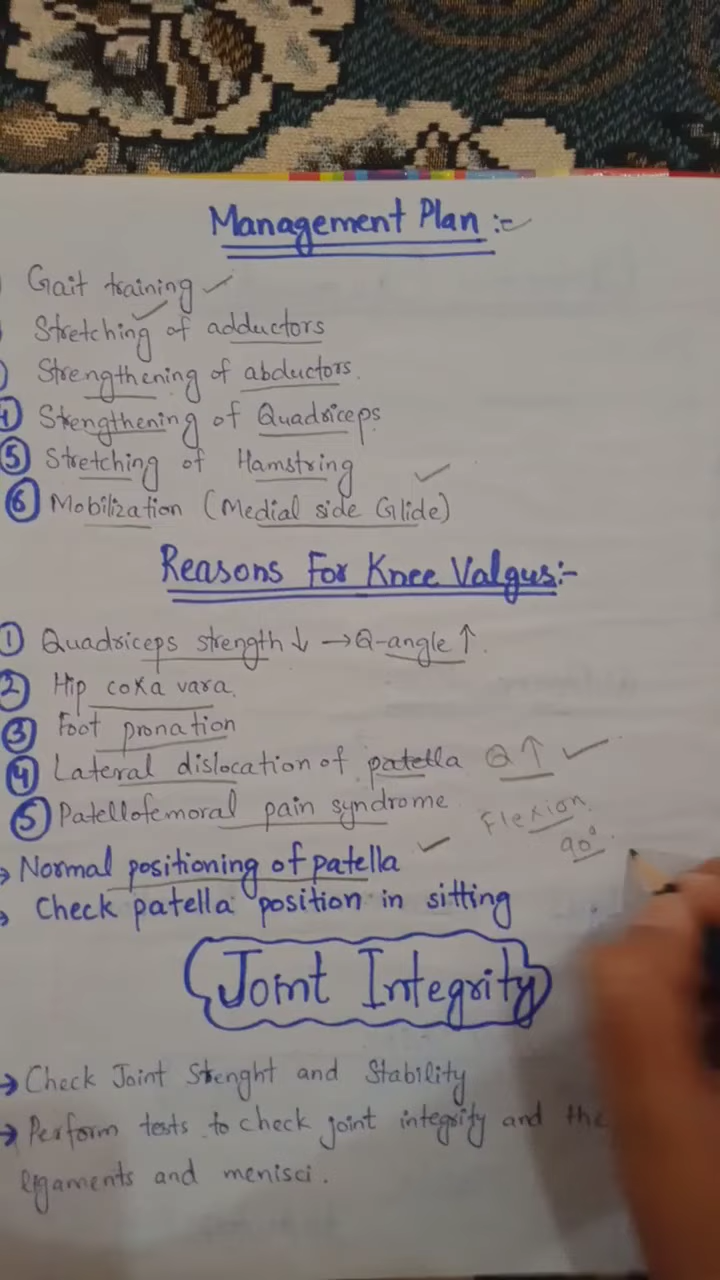 Management Plan :-
Gait training
Stretching of adductors
Strengthening of abductors.
4 Strengthening of Quadriceps
5 Stretching of Hamstring
6 Mobilization (Medial side Glide)
Reasons For Knee Valgus:-
1 Quadriceps strength ↓ → Q-angle ↑.
2 Hip coxa vara.
3 Foot pronation
4 Lateral dislocation of patella Q ↑
5 Patellofemoral pain syndrome
Flexion
90°
→ Normal positioning of patella
→ Check patella position in sitting
Joint Integrity
→ Check Joint Strenght and Stability
→ Perform tests to check joint integrity and the
ligaments and menisci.